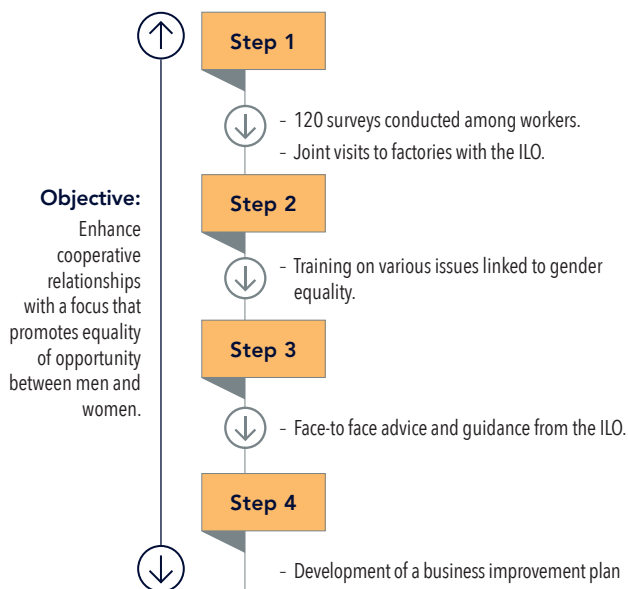 Step 1
– 120 surveys conducted among workers.
– Joint visits to factories with the ILO.
Objective:
Enhance
cooperative
relationships
with a focus that
promotes equality
of opportunity
between men and
women.
Step 2
– Training on various issues linked to gender
equality.
Step 3
– Face-to face advice and guidance from the ILO.
Step 4
– Development of a business improvement plan